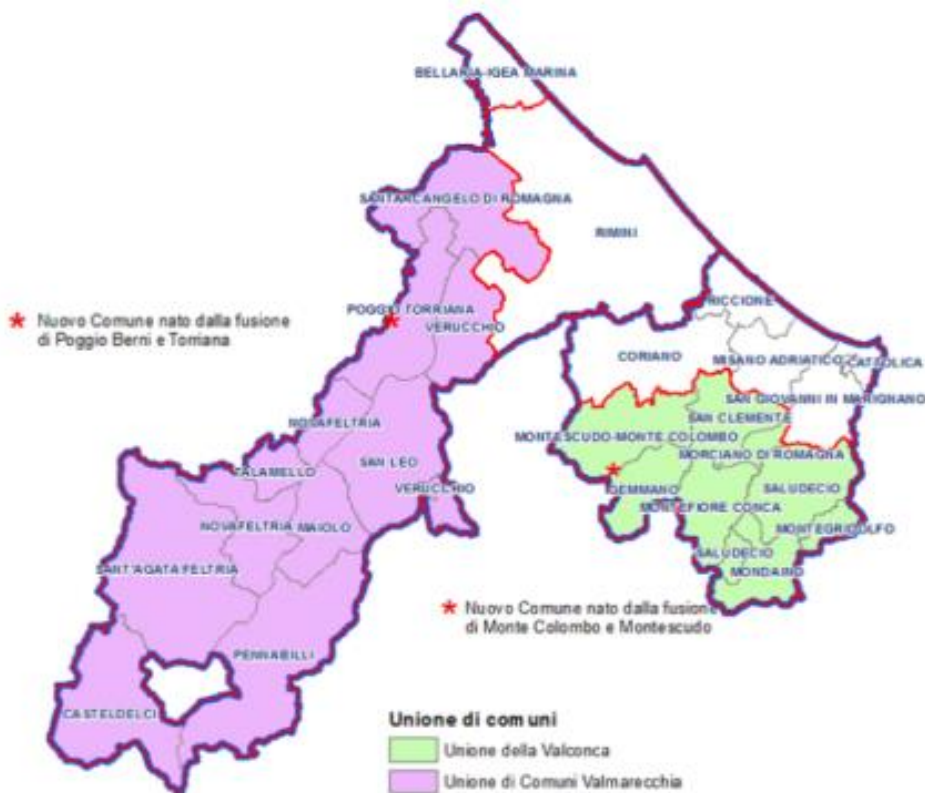 BELLARIA-IGEA MARINA
SANTARCANGELO DI ROMAGNA
RIMINI
RICCIONE
* Nuovo Comune nato dalla fusione
di Poggio Berni e Torriana
POGGIO TORRIANA
VERUCCHIO
CORIANO
MISANO ADRIATICO
CATTOLICA
SAN GIOVANNI IN MARIGNANO
SAN CLEMENTE
NOVAFELTRIA
MONTESCUDO-MONTE COLOMBO
MORCIANO DI ROMAGNA
TALAMELLO
SAN LEO
VERUCCHIO
GEMMANO
SALUDECIO
MONTEFIORE CONCA
NOVAFELTRIA
MAIOLO
MONTEGRIDOLFO
SANT'AGATA FELTRIA
SALUDECIO
MONDAINO
* Nuovo Comune nato dalla fusione
di Monte Colombo e Montescudo
PENNABILLI
CASTELDELCI
Unione di comuni
Unione della Valconca
Unione di Comuni Valmarecchia